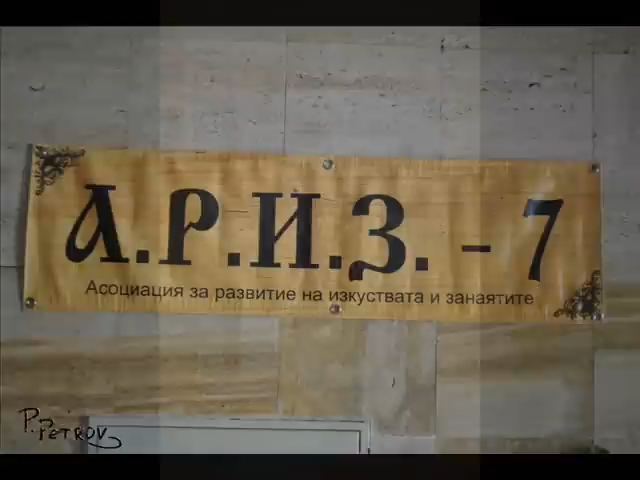 А.Р.И.З. - 7
Асоциация за развитие на изкуствата и занаятите
P. Petrov